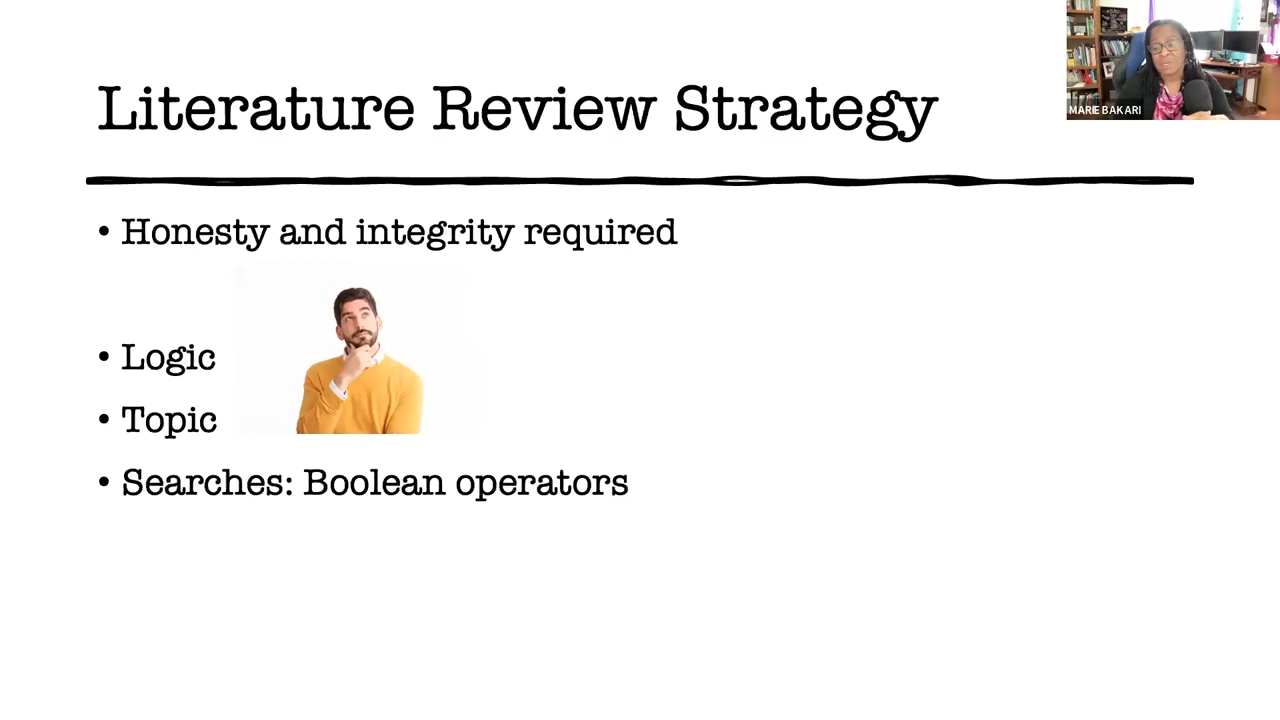 Literature Review Strategy
MARIE BAKARI
• Honesty and integrity required
• Logic
• Topic
• Searches: Boolean operators